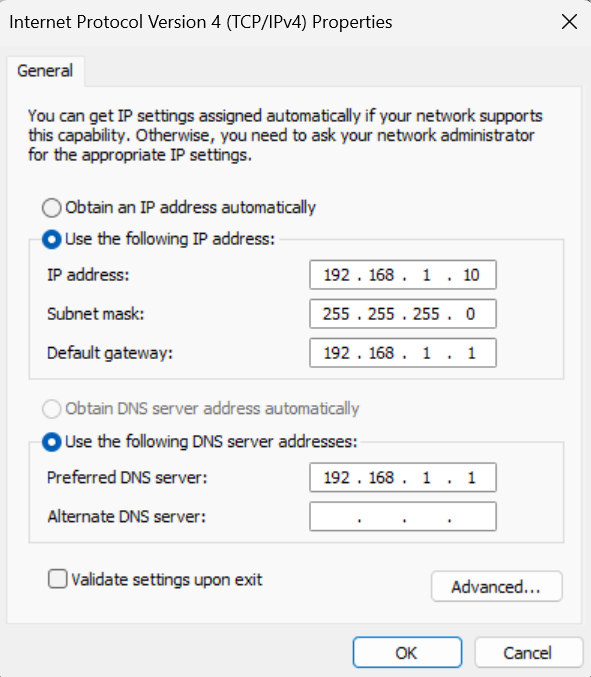 Internet Protocol Version 4 (TCP/IPv4) Properties
General
You can get IP settings assigned automatically if your network supports
this capability. Otherwise, you need to ask your network administrator
for the appropriate IP settings.
Obtain an IP address automatically
Use the following IP address:
IP address: 192 . 168 . 1 . 10
Subnet mask: 255 . 255 . 255 . 0
Default gateway: 192 . 168 . 1 . 1
Obtain DNS server address automatically
Use the following DNS server addresses:
Preferred DNS server: 192 . 168 . 1 . 1
Alternate DNS server: . . .
Validate settings upon exit
Advanced...
OK Cancel